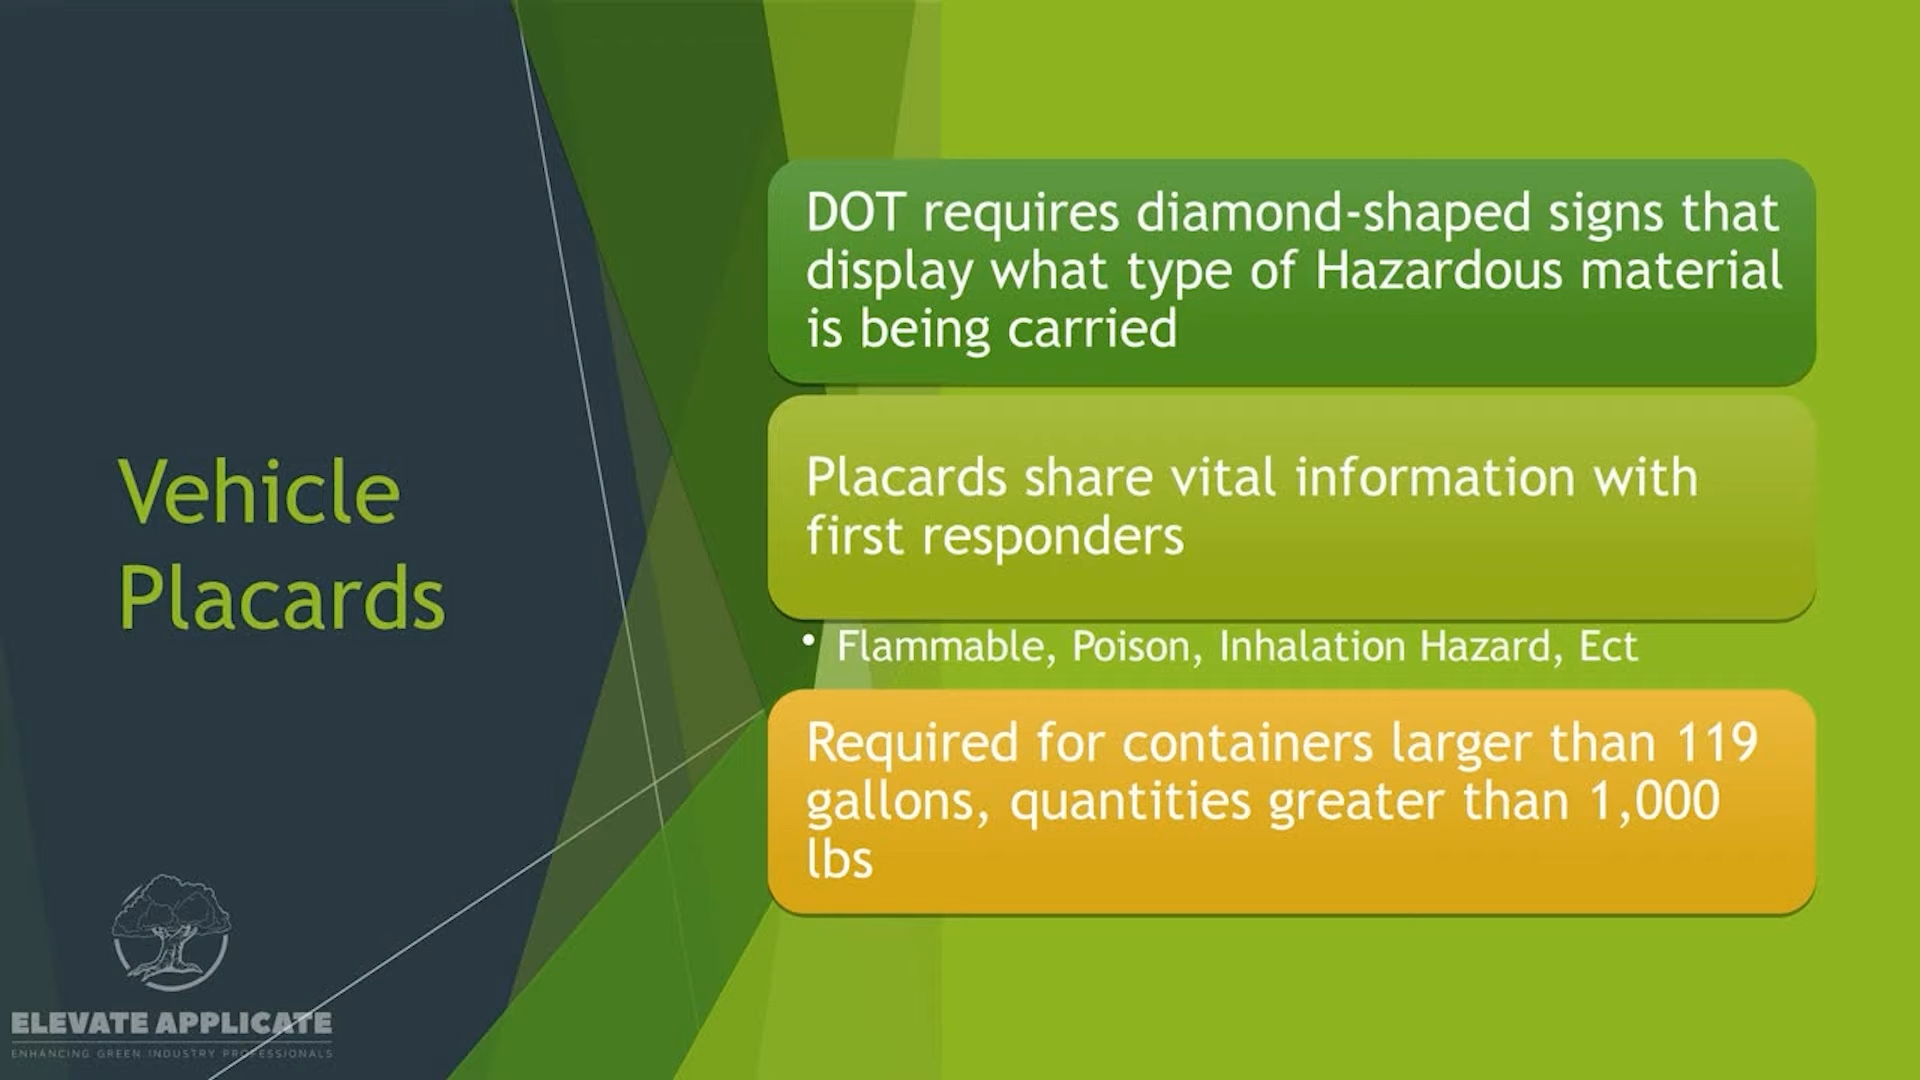 Vehicle
Placards
DOT requires diamond-shaped signs that
display what type of Hazardous material
is being carried
Placards share vital information with
first responders
• Flammable, Poison, Inhalation Hazard, Ect
Required for containers larger than 119
gallons, quantities greater than 1,000
lbs
ELEVATE APPLICATE
ENHANCING GREEN INDUSTRY PROFESSIONALS